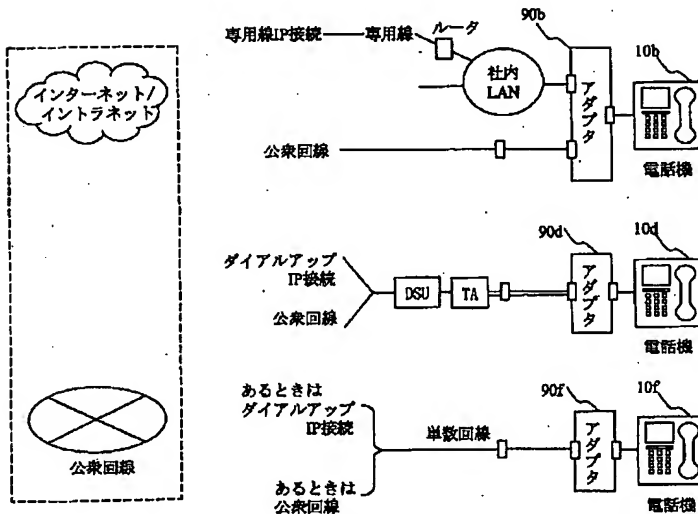 インターネット/
イントラネット
公衆回線
専用線IP接続
専用線
ルータ
社内
LAN
公衆回線
90b
アダプタ
10b
電話機
ダイアルアップ
IP接続
公衆回線
DSU
TA
90d
アダプタ
10d
電話機
あるときは
ダイアルアップ
IP接続
あるときは
公衆回線
単数回線
90f
アダプタ
10f
電話機